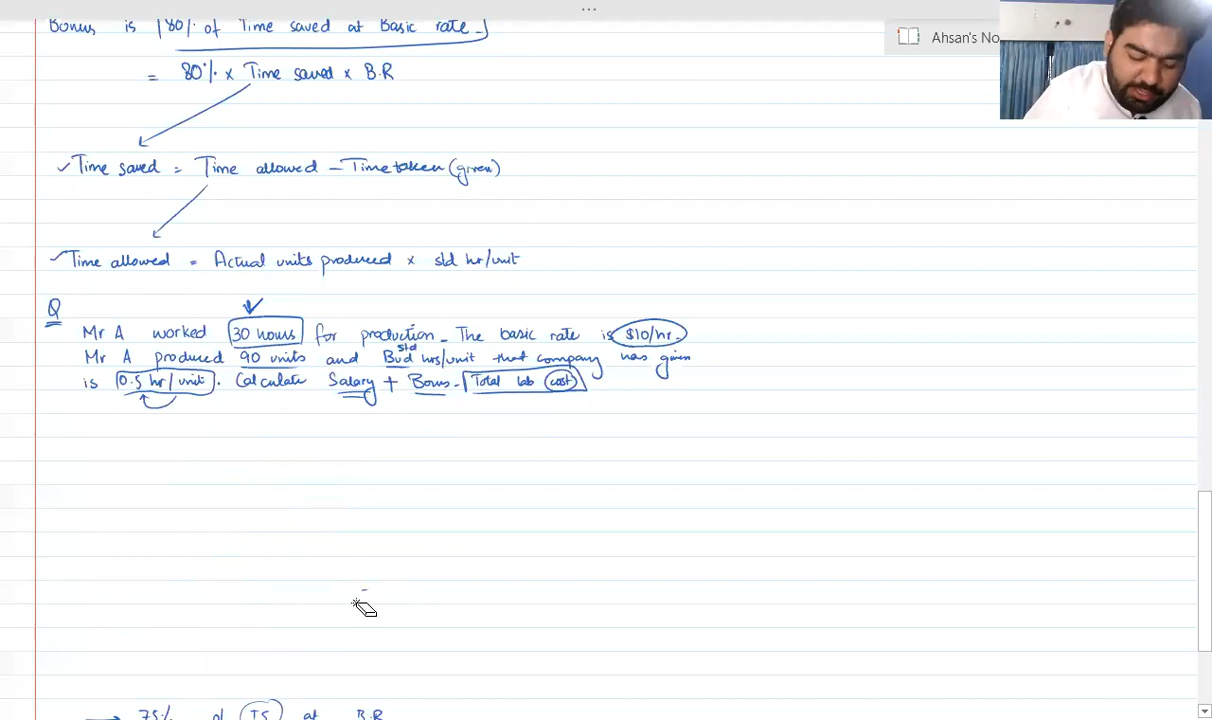 Bonus is 80% of Time saved at Basic rate.
= 80% × Time saved × B.R
✓Time saved = Time allowed - Time taken (given)
✓Time allowed = Actual units produced × std hr/unit
Q
Mr A worked 30 hours for production. The basic rate is $10/hr.
Mr A produced 90 units and Bud std hrs/unit that company has given
is 0.5 hr/unit. Calculate Salary + Bonus. Total lab cost
→ 75% of TS at B.R
Ahsan's No